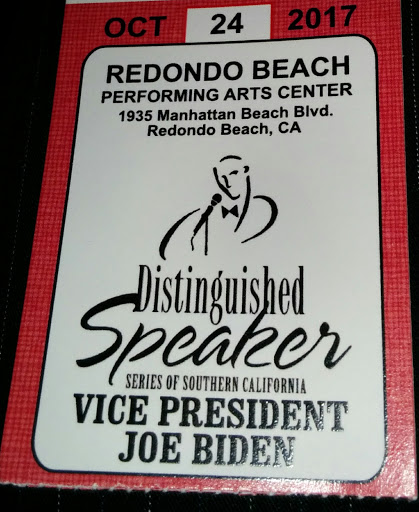 OCT 24 2017
REDONDO BEACH
PERFORMING ARTS CENTER
1935 Manhattan Beach Blvd.
Redondo Beach, CA
Distinguished
Speaker
SERIES OF SOUTHERN CALIFORNIA
VICE PRESIDENT
JOE BIDEN